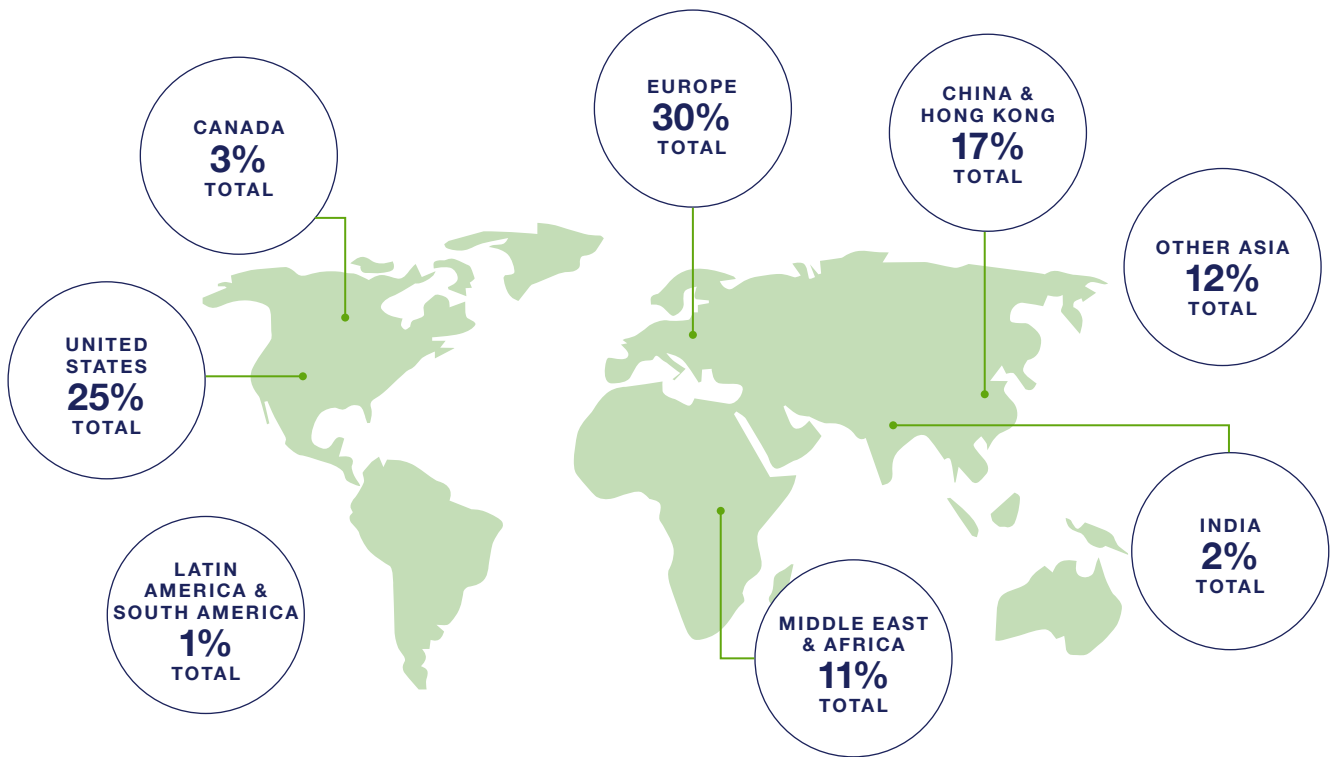 CANADA
3%
TOTAL
EUROPE
30%
TOTAL
CHINA &
HONG KONG
17%
TOTAL
OTHER ASIA
12%
TOTAL
UNITED
STATES
25%
TOTAL
INDIA
2%
TOTAL
LATIN
AMERICA &
SOUTH AMERICA
1%
TOTAL
MIDDLE EAST
& AFRICA
11%
TOTAL